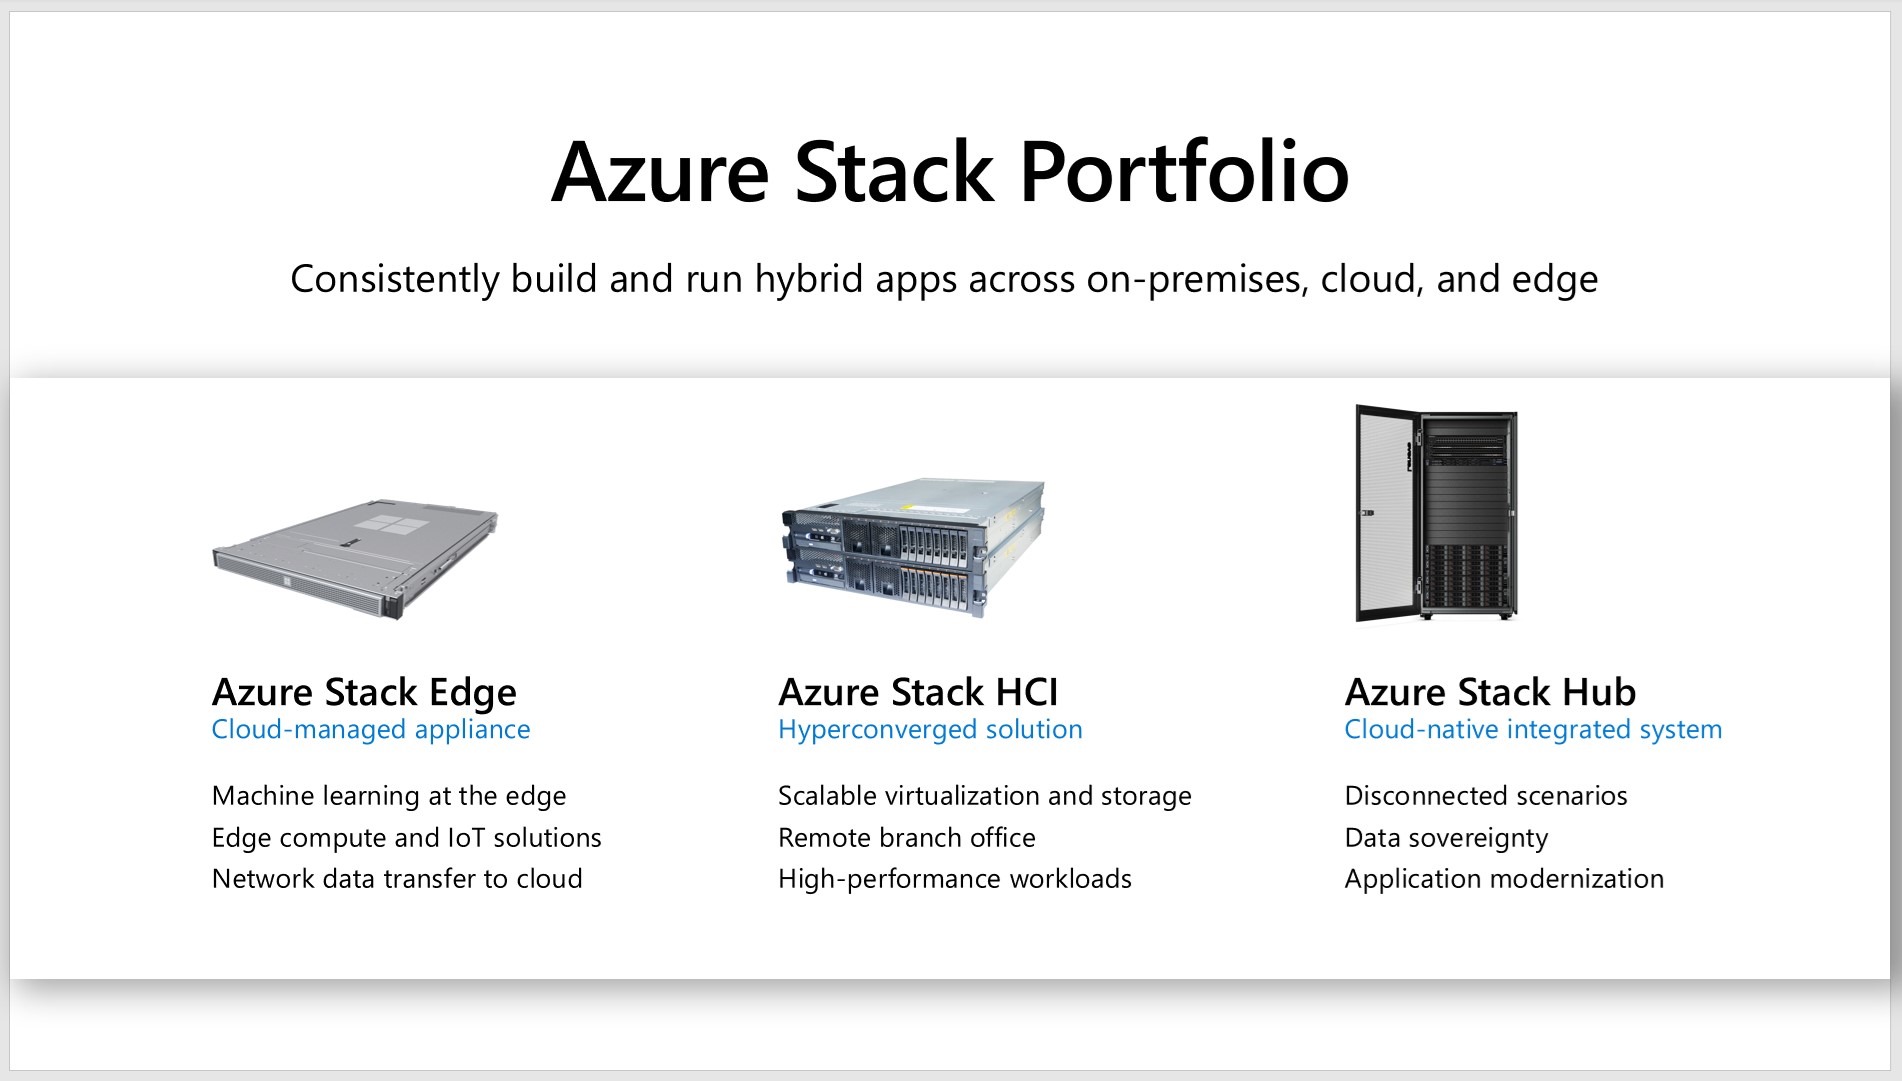 Azure Stack Portfolio
Consistently build and run hybrid apps across on-premises, cloud, and edge
Azure Stack Edge
Cloud-managed appliance
Machine learning at the edge
Edge compute and IoT solutions
Network data transfer to cloud
Azure Stack HCI
Hyperconverged solution
Scalable virtualization and storage
Remote branch office
High-performance workloads
Azure Stack Hub
Cloud-native integrated system
Disconnected scenarios
Data sovereignty
Application modernization